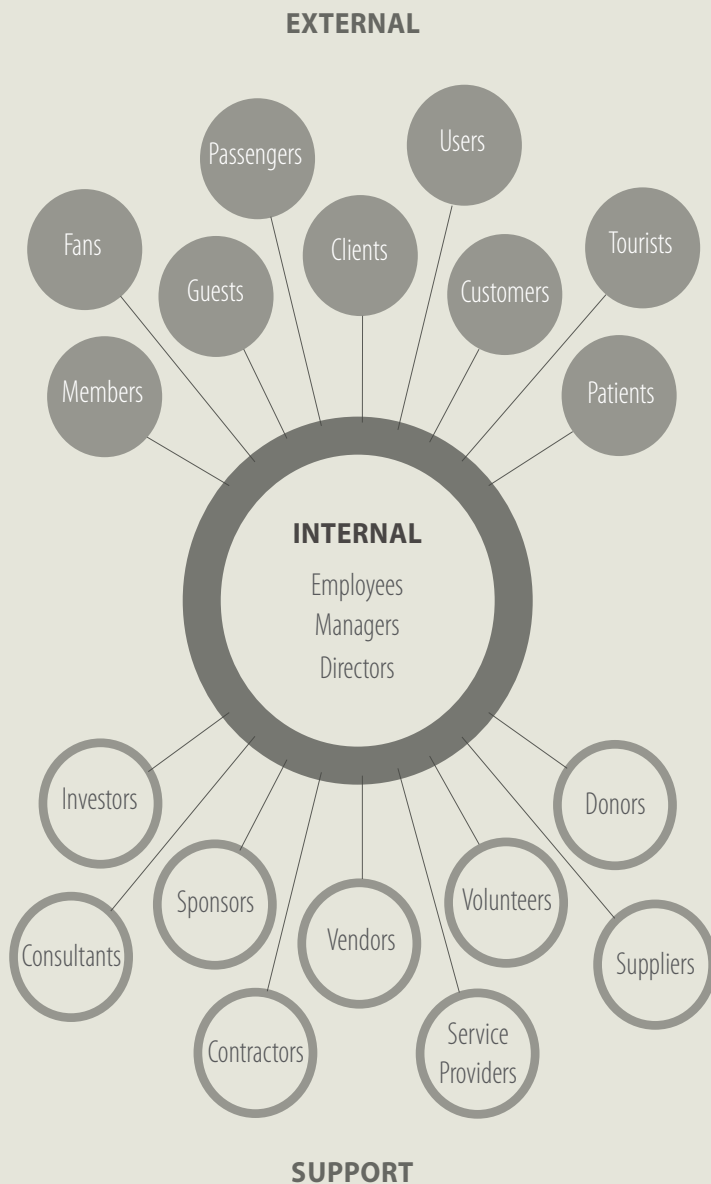 EXTERNAL
Users
Passengers
Clients
Tourists
Fans
Guests
Customers
Members
Patients
INTERNAL
Employees
Managers
Directors
Investors
Donors
Sponsors
Volunteers
Vendors
Consultants
Suppliers
Contractors
Service
Providers
SUPPORT